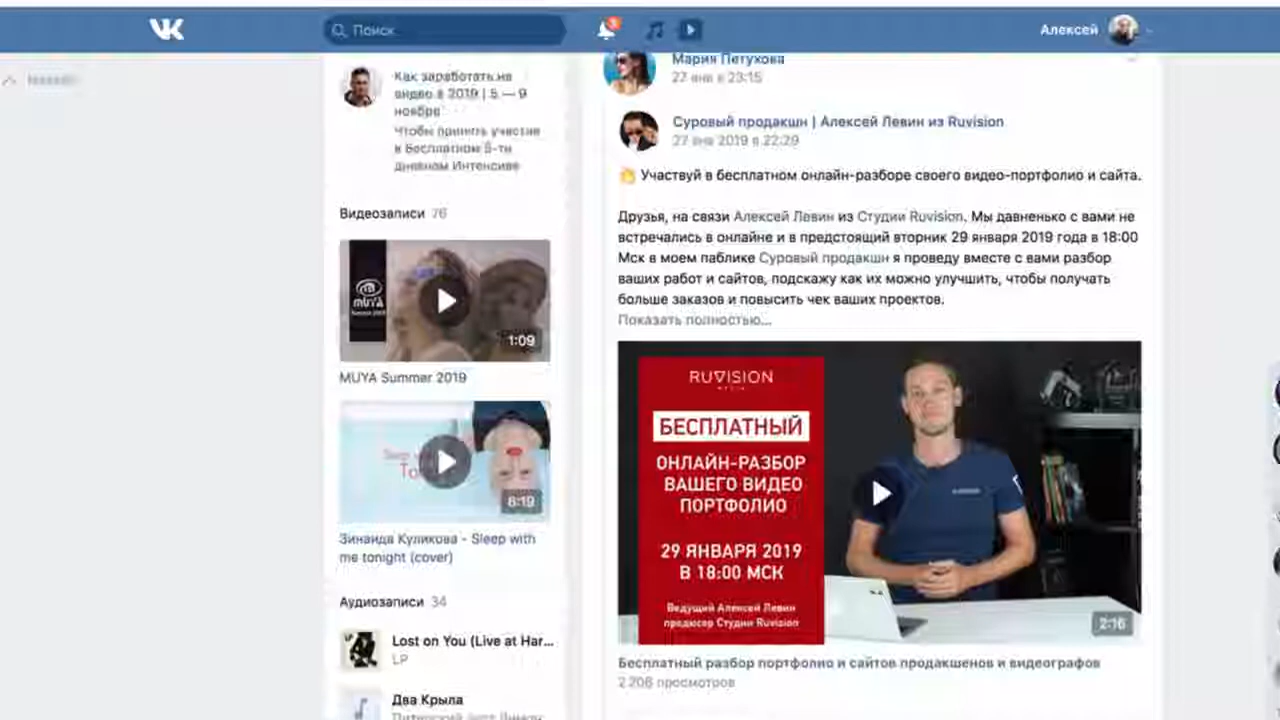 Поиск
3
Алексей
Как заработать на
видео в 2019 | 5 — 9
ноября
Чтобы принять участие
в Бесплатном 5-ти
дневном Интенсиве
Видеозаписи 76
MUYA
1:09
MUYA Summer 2019
6:19
Зинаида Куликова - Sleep with
me tonight (cover)
Аудиозаписи 34
Lost on You (Live at Har...
LP
Два Крыла
Мария Петухова
27 янв в 23:15
Суровый продакшн | Алексей Левин из Ruvision
27 янв 2019 в 22:29
Участвуй в бесплатном онлайн-разборе своего видео-портфолио и сайта.
Друзья, на связи Алексей Левин из Студии Ruvision. Мы давненько с вами не
встречались в онлайне и в предстоящий вторник 29 января 2019 года в 18:00
Мск в моем паблике Суровый продакшн я проведу вместе с вами разбор
ваших работ и сайтов, подскажу как их можно улучшить, чтобы получать
больше заказов и повысить чек ваших проектов.
Показать полностью...
RUVISION
MEDIA
БЕСПЛАТНЫЙ
ОНЛАЙН-РАЗБОР
ВАШЕГО ВИДЕО
ПОРТФОЛИО
29 ЯНВАРЯ 2019
В 18:00 МСК
Ведущий Алексей Левин
продюсер Студии Ruvision
2:16
Бесплатный разбор портфолио и сайтов продакшенов и видеографов
2 206 просмотров